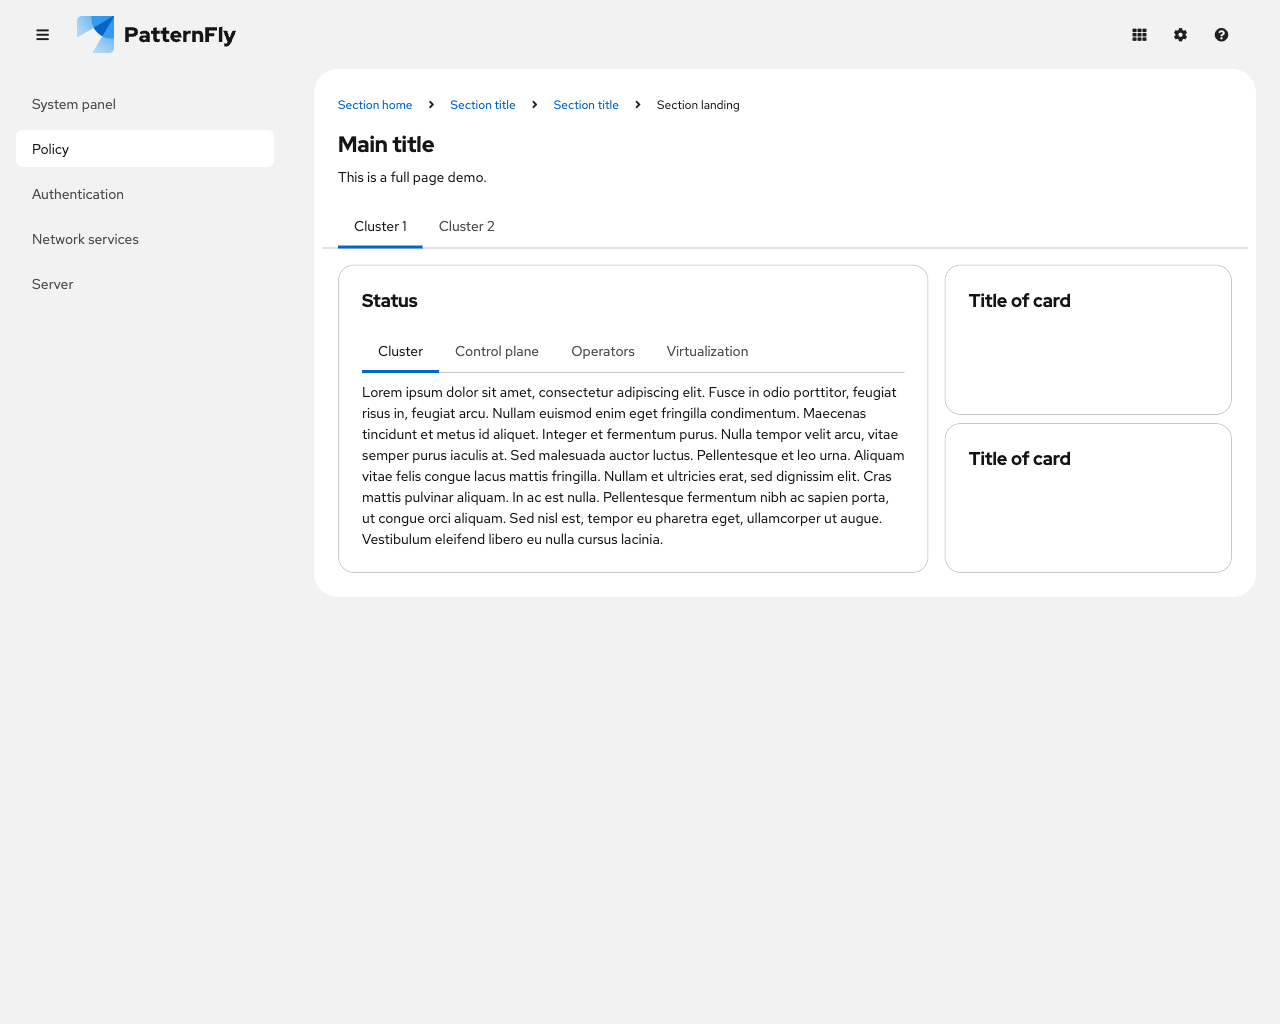 PatternFly
System panel
Policy
Authentication
Network services
Server
Section home
Section title
Section title
Section landing
Main title
This is a full page demo.
Cluster 1
Cluster 2
Status
Cluster
Control plane
Operators
Virtualization
Lorem ipsum dolor sit amet, consectetur adipiscing elit. Fusce in odio porttitor, feugiat
risus in, feugiat arcu. Nullam euismod enim eget fringilla condimentum. Maecenas
tincidunt et metus id aliquet. Integer et fermentum purus. Nulla tempor velit arcu, vitae
semper purus iaculis at. Sed malesuada auctor luctus. Pellentesque et leo urna. Aliquam
vitae felis congue lacus mattis fringilla. Nullam et ultricies erat, sed dignissim elit. Cras
mattis pulvinar aliquam. In ac est nulla. Pellentesque fermentum nibh ac sapien porta,
ut congue orci aliquam. Sed nisl est, tempor eu pharetra eget, ullamcorper ut augue.
Vestibulum eleifend libero eu nulla cursus lacinia.
Title of card
Title of card